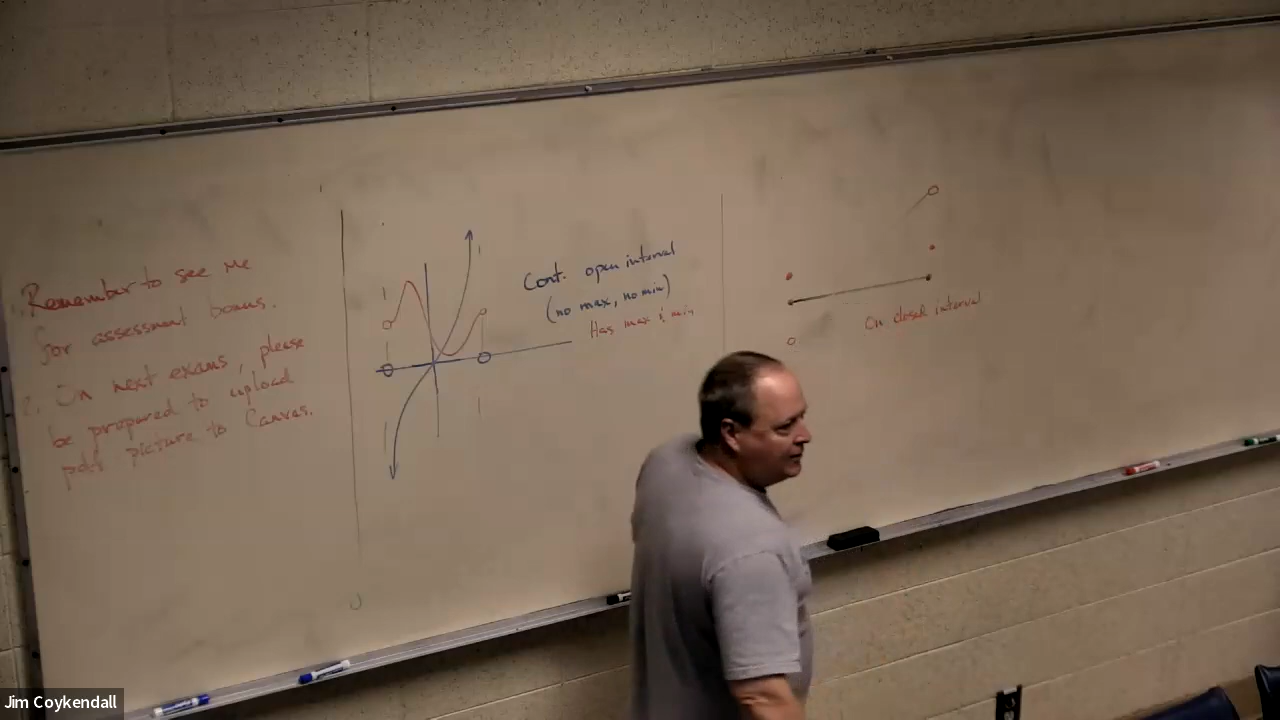 Remember to see me
for assessment bonus.
2. On next exams, please
be prepared to upload
pdf picture to Canvas.
Cont. open interval
(no max, no min)
Has max & min
On closed interval
Jim Coykendall